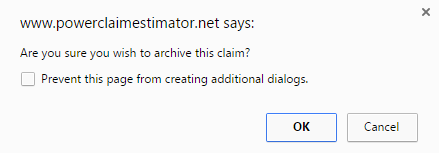 www.powerclaimestimator.net says:
Are you sure you wish to archive this claim?
Prevent this page from creating additional dialogs.
OK Cancel